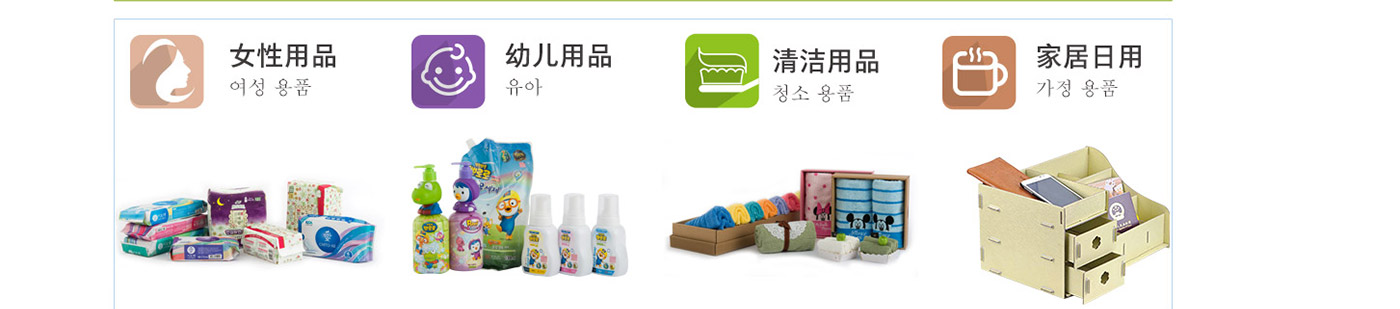 女性用品
여성 용품
幼儿用品
유아
清洁用品
청소 용품
家居日用
가정 용품